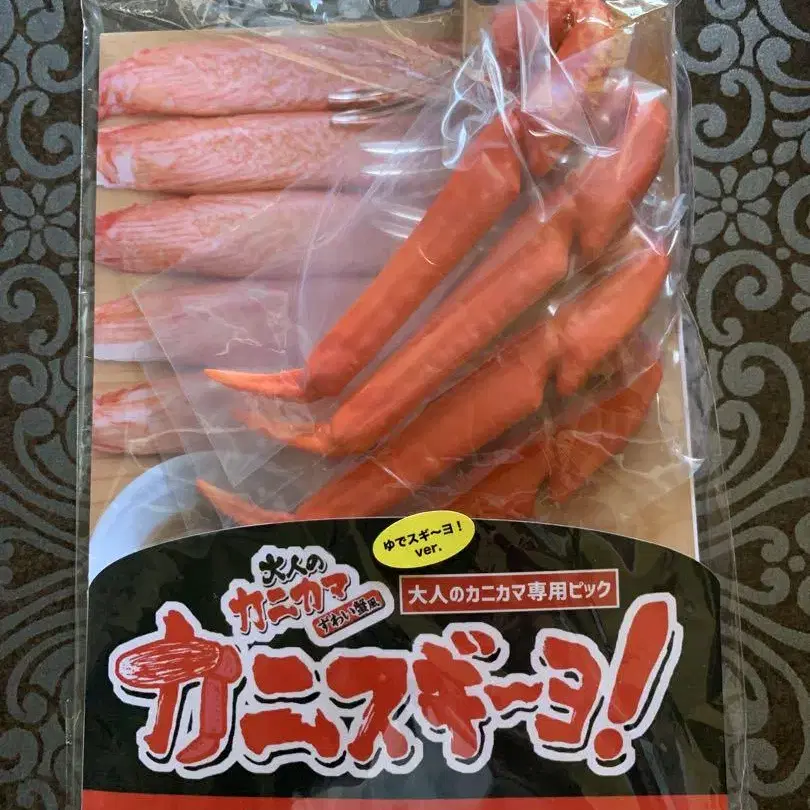 ゆでスギ〜ヨ！
ver.
大人の
カニカマ
ずわい蟹風
大人のカニカマ専用ピック
カニスギ〜ヨ！